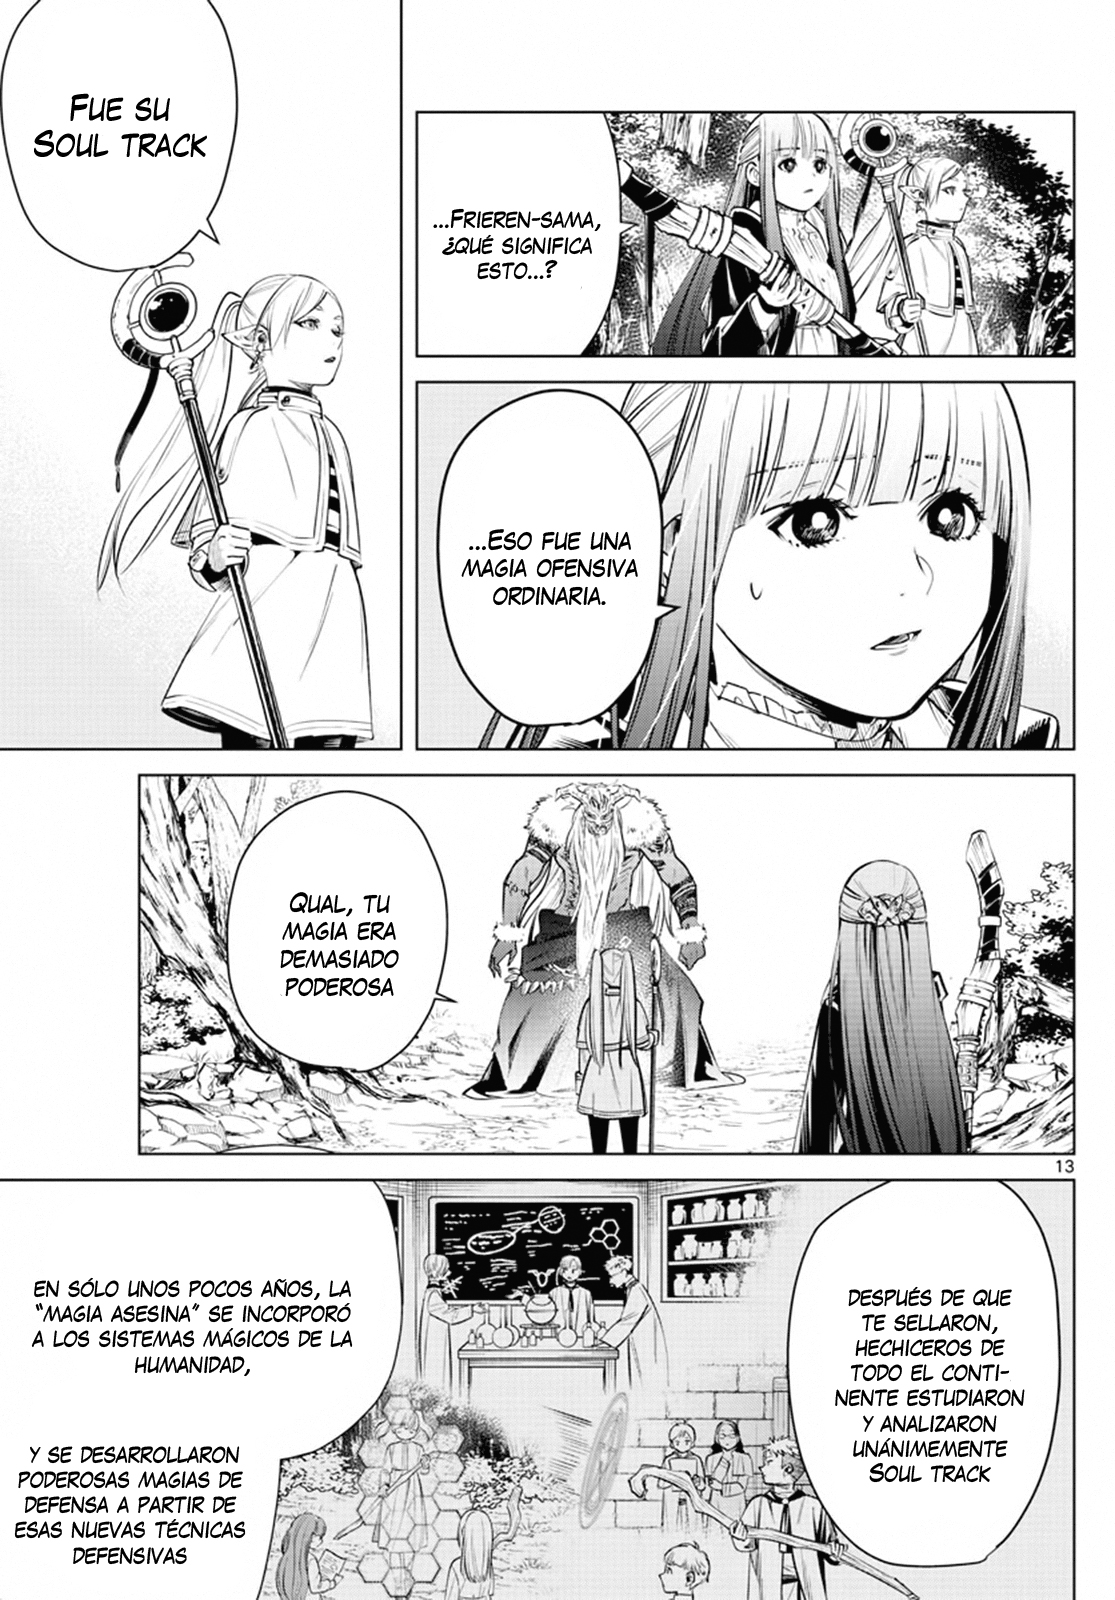 ...Frieren-sama,
¿qué significa
esto...?
...Eso fue una
magia ofensiva
ordinaria.
Fue su
Soul track
Qual, tu
magia era
demasiado
poderosa
13
después de que
te sellaron,
hechiceros de
todo el conti-
nente estudiaron
y analizaron
unánimemente
Soul track
en sólo unos pocos años, la
"magia asesina" se incorporó
a los sistemas mágicos de la
humanidad,
y se desarrollaron
poderosas magias de
defensa a partir de
esas nuevas técnicas
defensivas